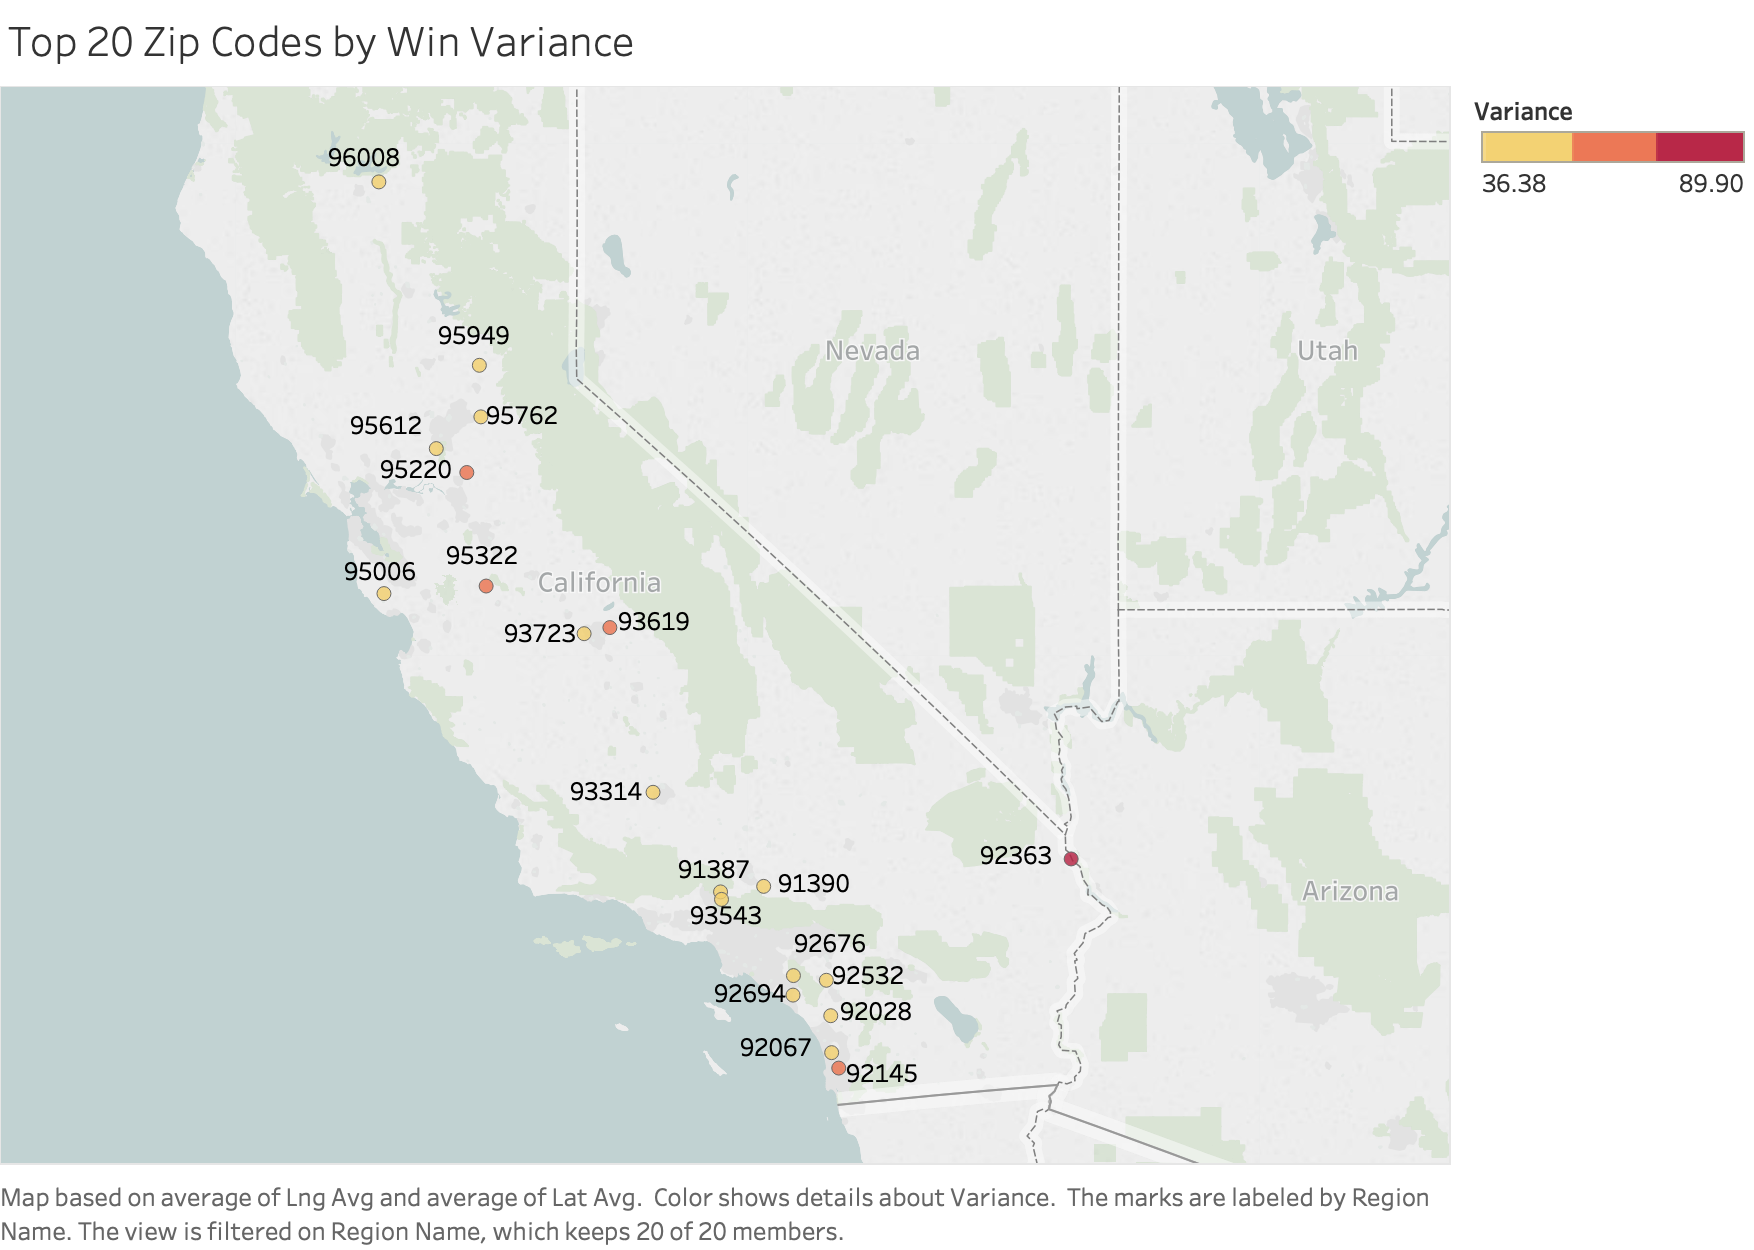 Top 20 Zip Codes by Win Variance
Variance
36.38 89.90
96008
95949
Nevada
Utah
95762
95612
95220
95322
95006
California
93619
93723
93314
92363
91387
91390
Arizona
93543
92676
92532
92694
92028
92067
92145
Map based on average of Lng Avg and average of Lat Avg.  Color shows details about Variance.  The marks are labeled by Region
Name. The view is filtered on Region Name, which keeps 20 of 20 members.